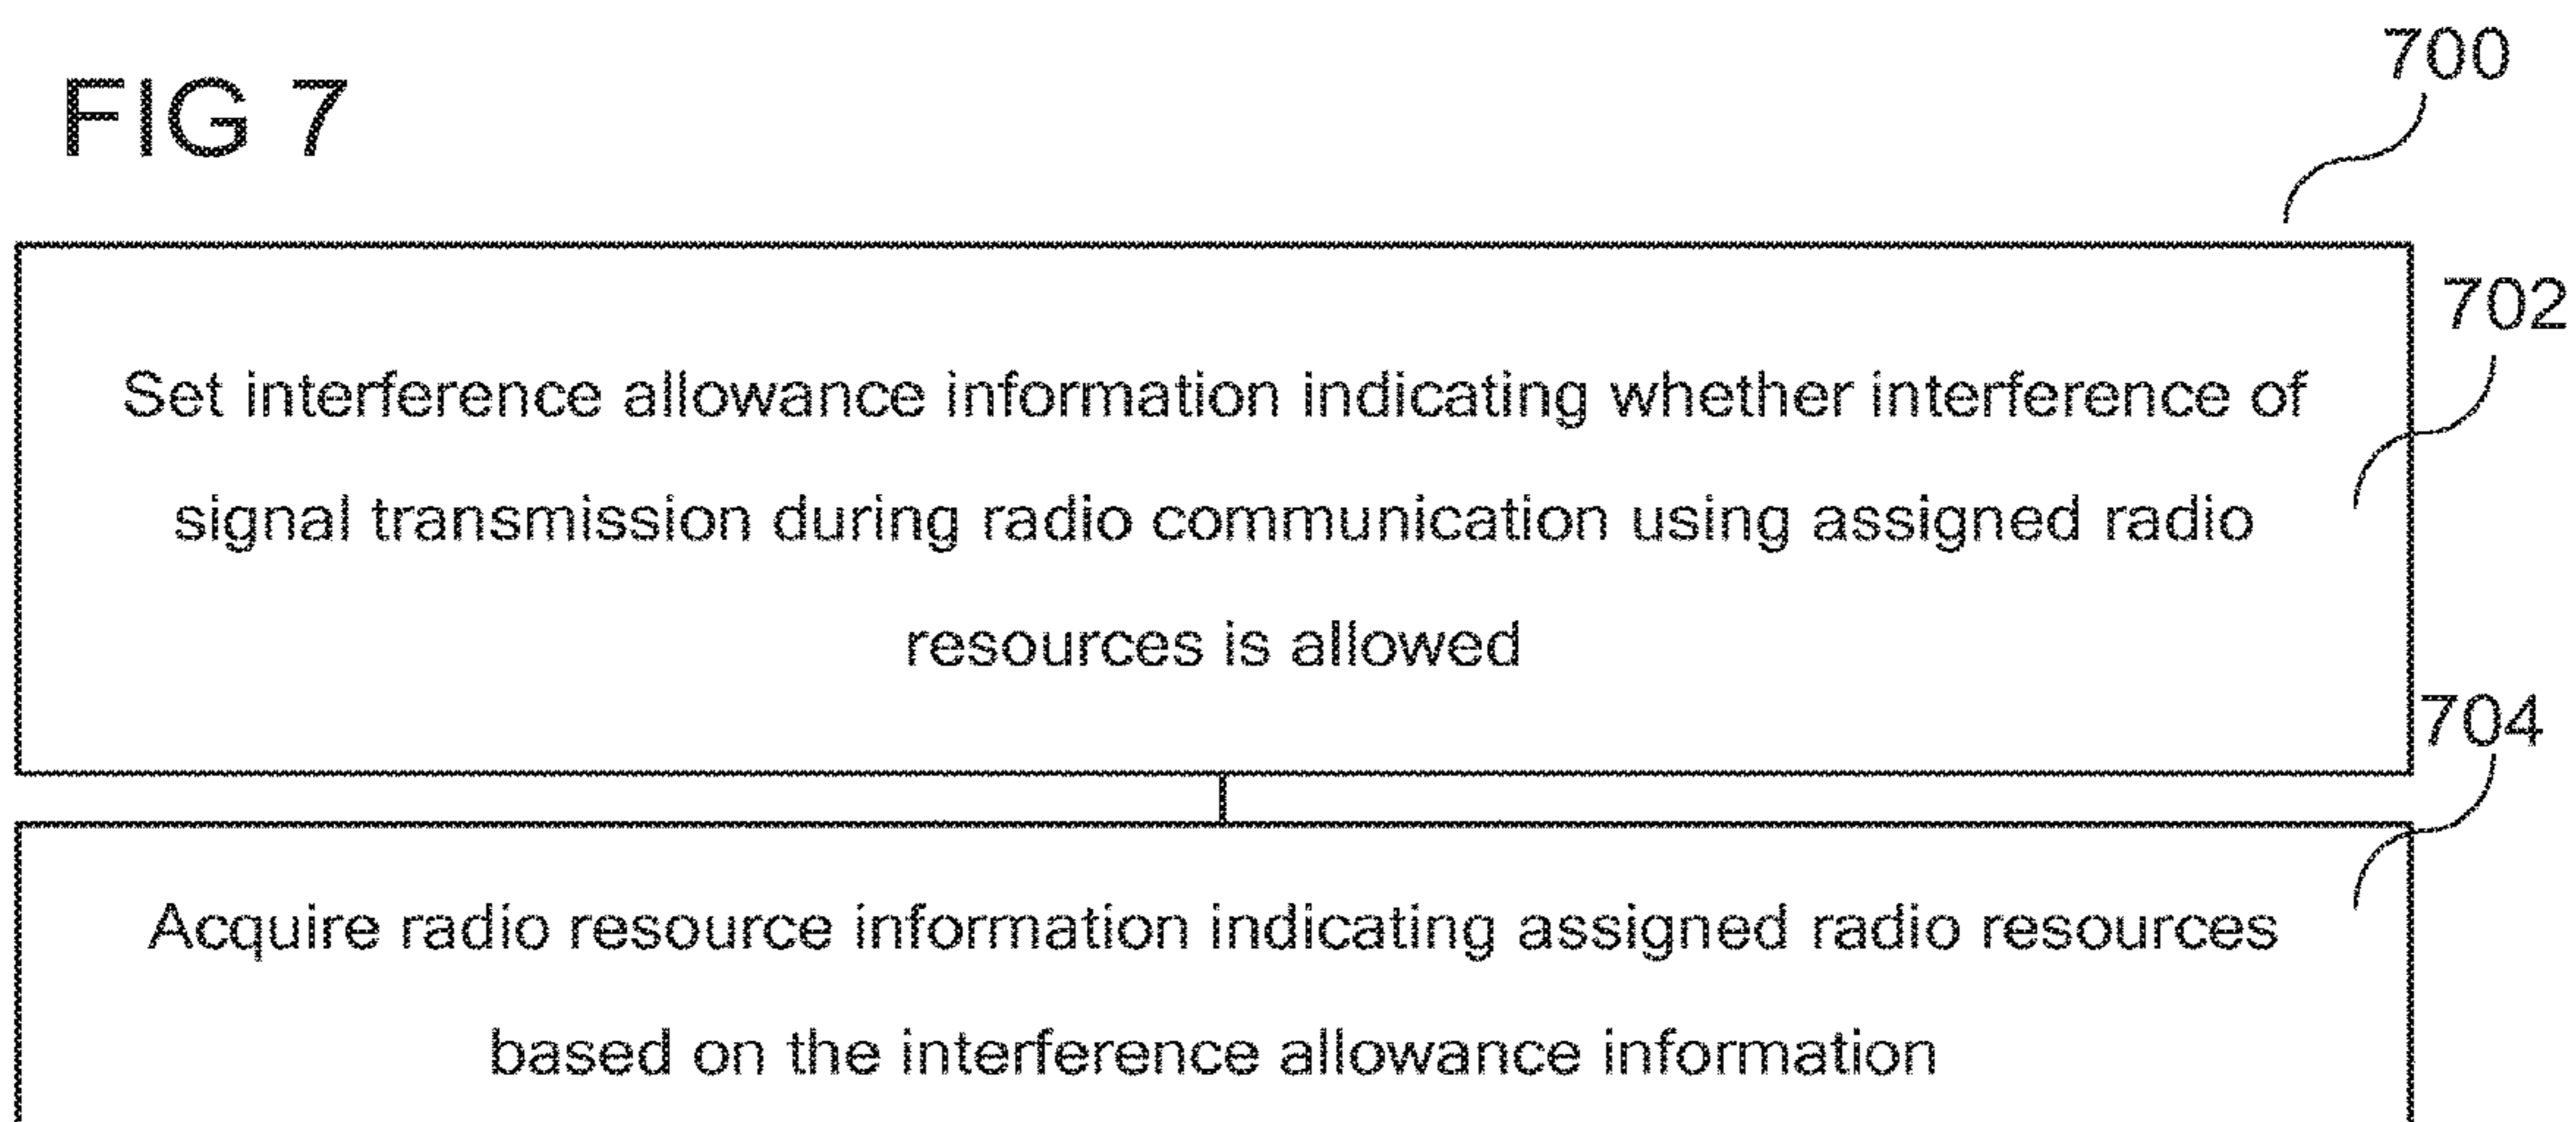 700
FIG 7
702
Set interference allowance information indicating whether interference of
signal transmission during radio communication using assigned radio
resources is allowed
704
Acquire radio resource information indicating assigned radio resources
based on the interference allowance information